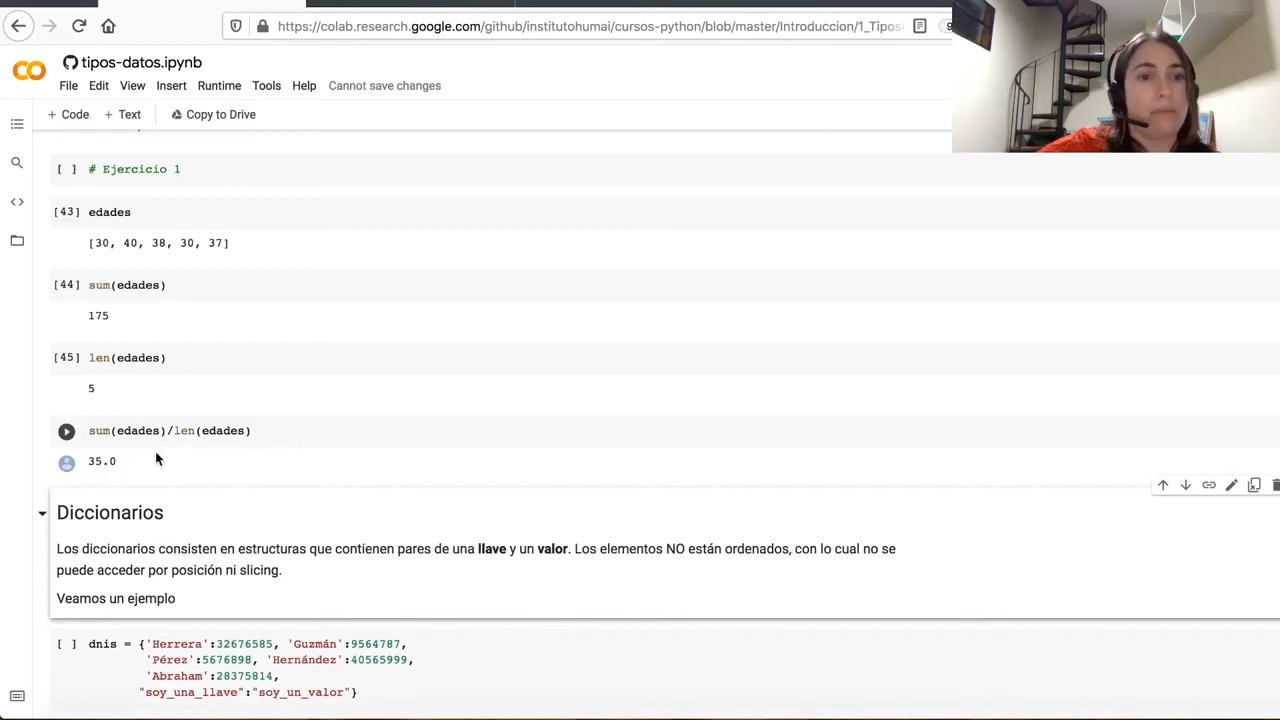 https://colab.research.google.com/github/institutohumai/cursos-python/blob/master/Introduccion/1_Tipos
tipos-datos.ipynb
File Edit View Insert Runtime Tools Help Cannot save changes
+ Code + Text Copy to Drive
[ ] # Ejercicio 1
[43] edades
[30, 40, 38, 30, 37]
[44] sum(edades)
175
[45] len(edades)
5
sum(edades)/len(edades)
35.0
Diccionarios
Los diccionarios consisten en estructuras que contienen pares de una llave y un valor. Los elementos NO están ordenados, con lo cual no se
puede acceder por posición ni slicing.
Veamos un ejemplo
[ ] dnis = {'Herrera':32676585, 'Guzmán':9564787,
'Pérez':5676898, 'Hernández':40565999,
'Abraham':28375814,
"soy_una_llave":"soy_un_valor"}